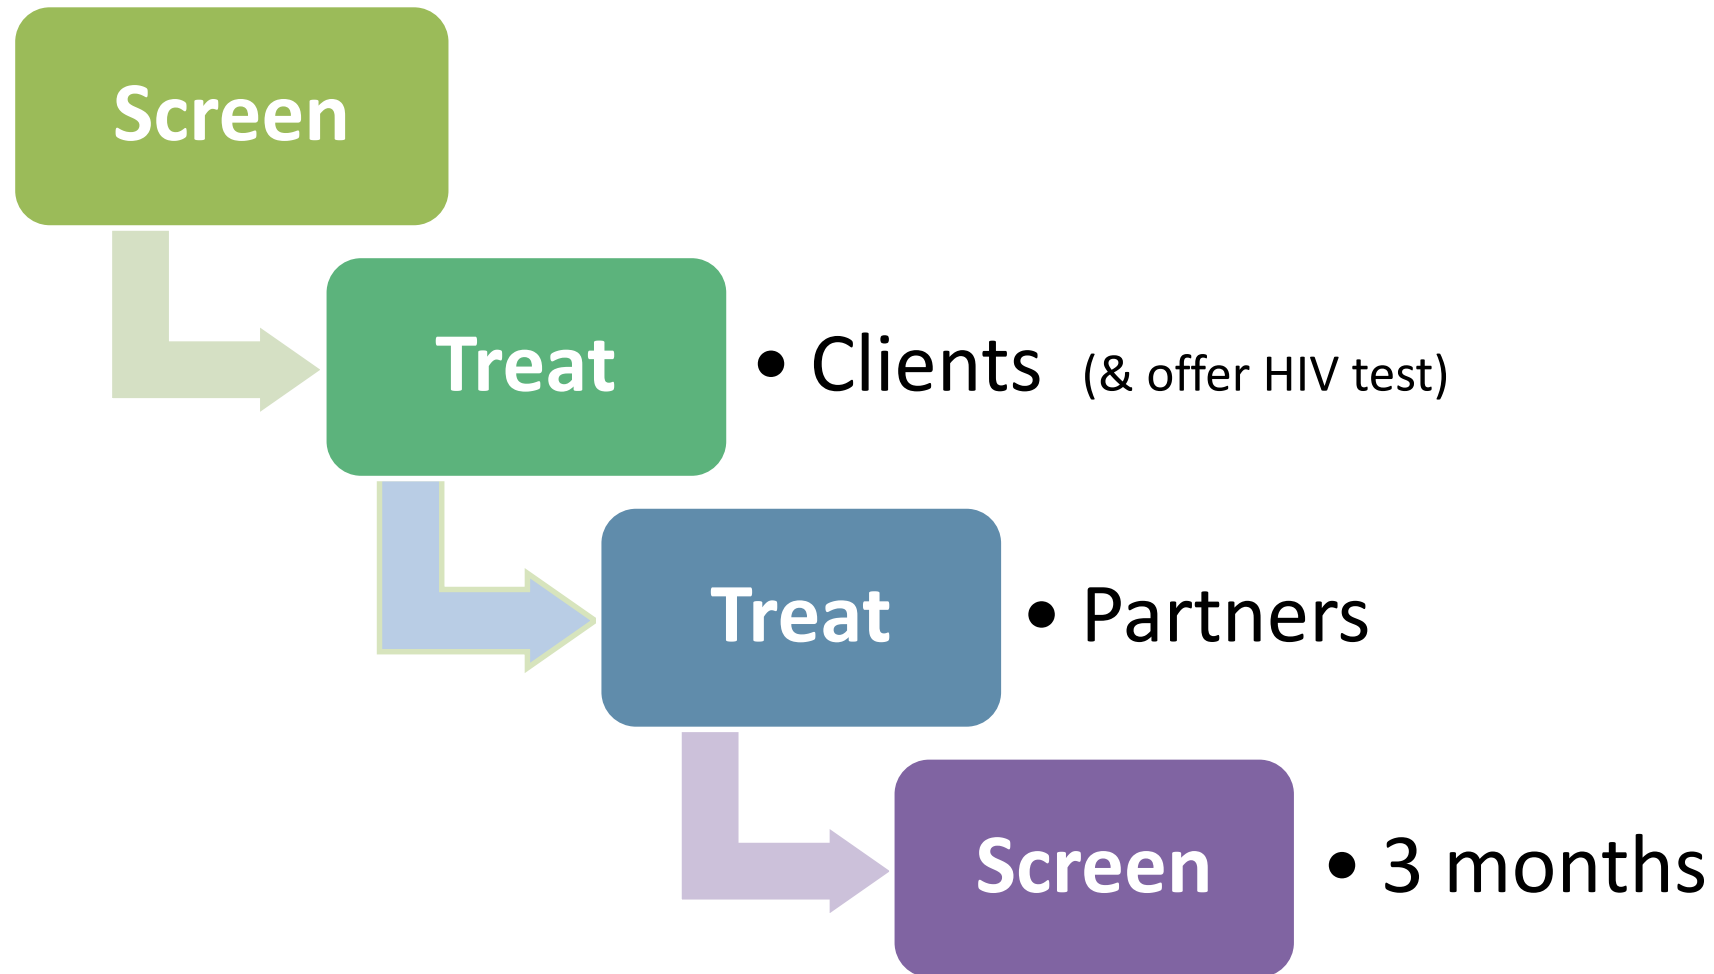 Screen
Treat
• Clients (& offer HIV test)
Treat
• Partners
Screen
• 3 months